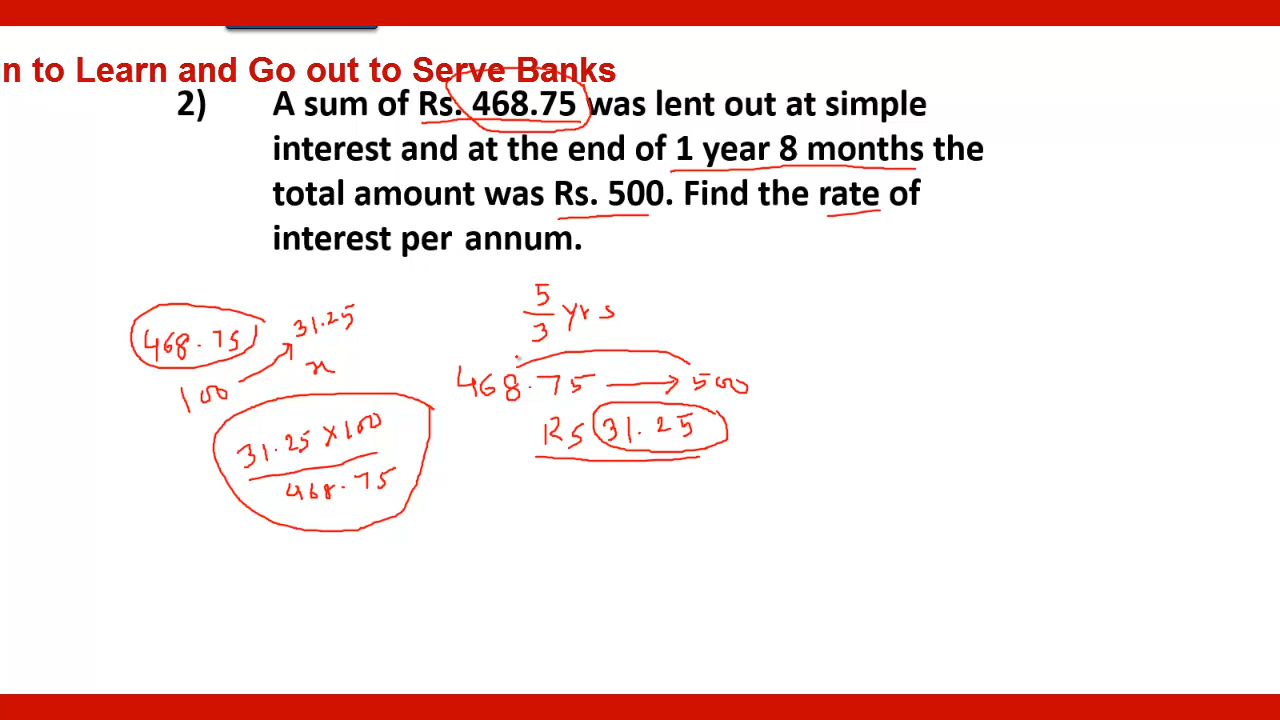 n to Learn and Go out to Serve Banks
2) A sum of Rs. 468.75 was lent out at simple
interest and at the end of 1 year 8 months the
total amount was Rs. 500. Find the rate of
interest per annum.
5
3 yrs
468.75 31.25
100 x
468.75 500
Rs 31.25
31.25 X 100
468.75